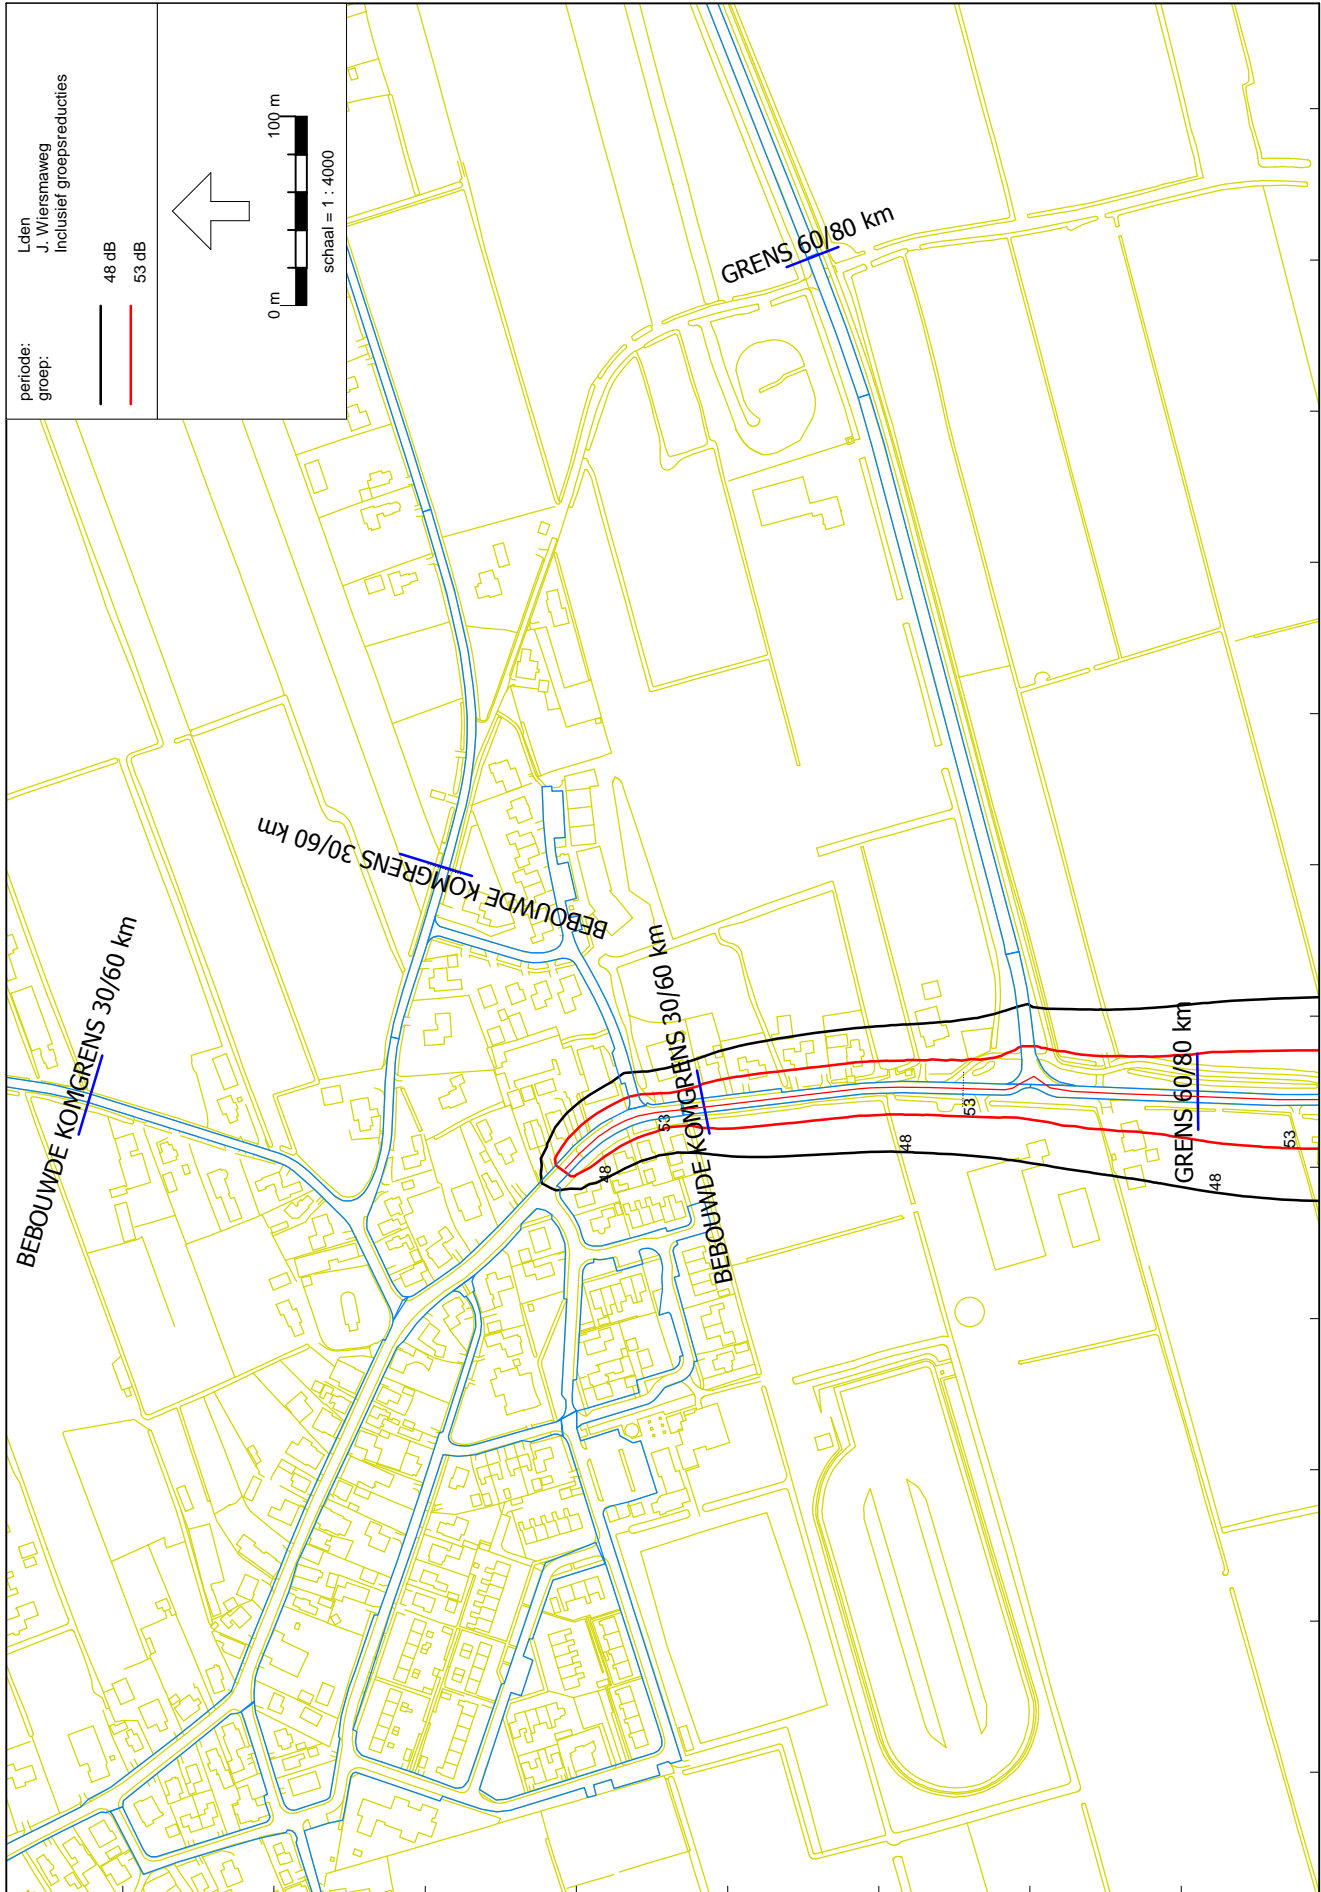 periode: Lden
groep: J. Wiersmaweg
Inclusief groepsreducties
48 dB
53 dB
0 m 100 m
schaal = 1 : 4000
GRENS 60/80 km
BEBOUWDE KOMGRENS 30/60 km
BEBOUWDE KOMGRENS 30/60 km
BEBOUWDE KOMGRENS 30/60 km
GRENS 60/80 km
53
48
53
48
53
48